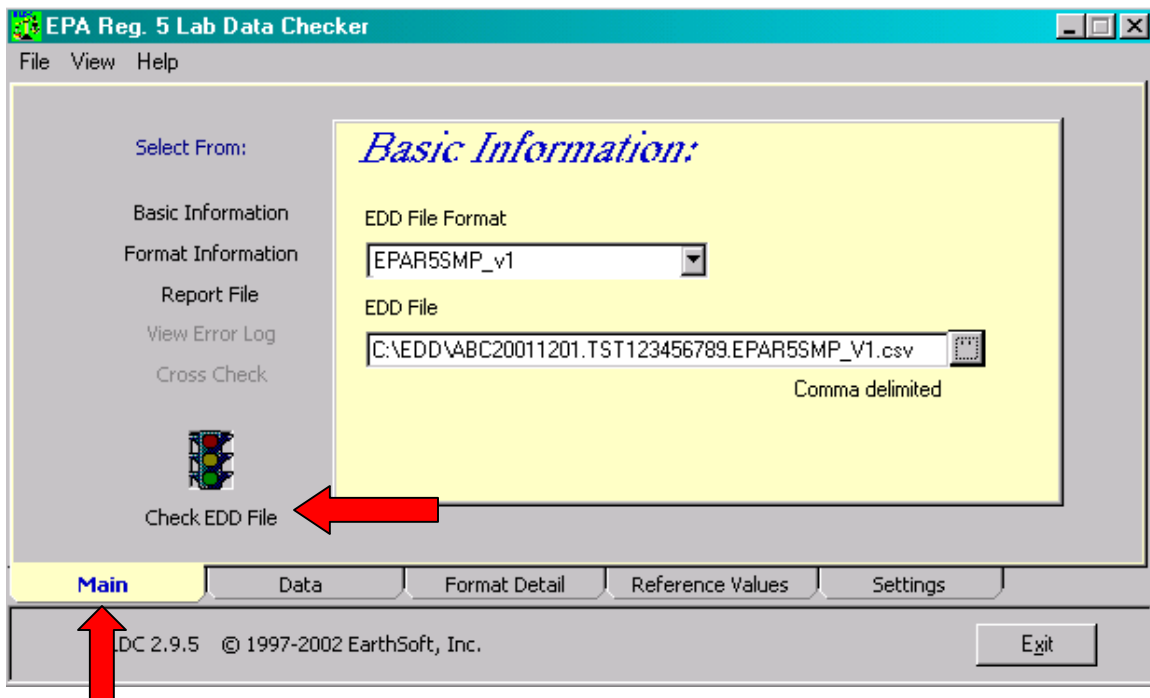 EPA Reg. 5 Lab Data Checker
File View Help
Select From:
Basic Information
Format Information
Report File
View Error Log
Cross Check
Check EDD File
Basic Information:
EDD File Format
EPAR5SMP_v1
EDD File
C:\EDD\ABC20011201.TST123456789.EPAR5SMP_V1.csv
Comma delimited
Main Data Format Detail Reference Values Settings
2.9.5 © 1997-2002 EarthSoft, Inc.
Exit